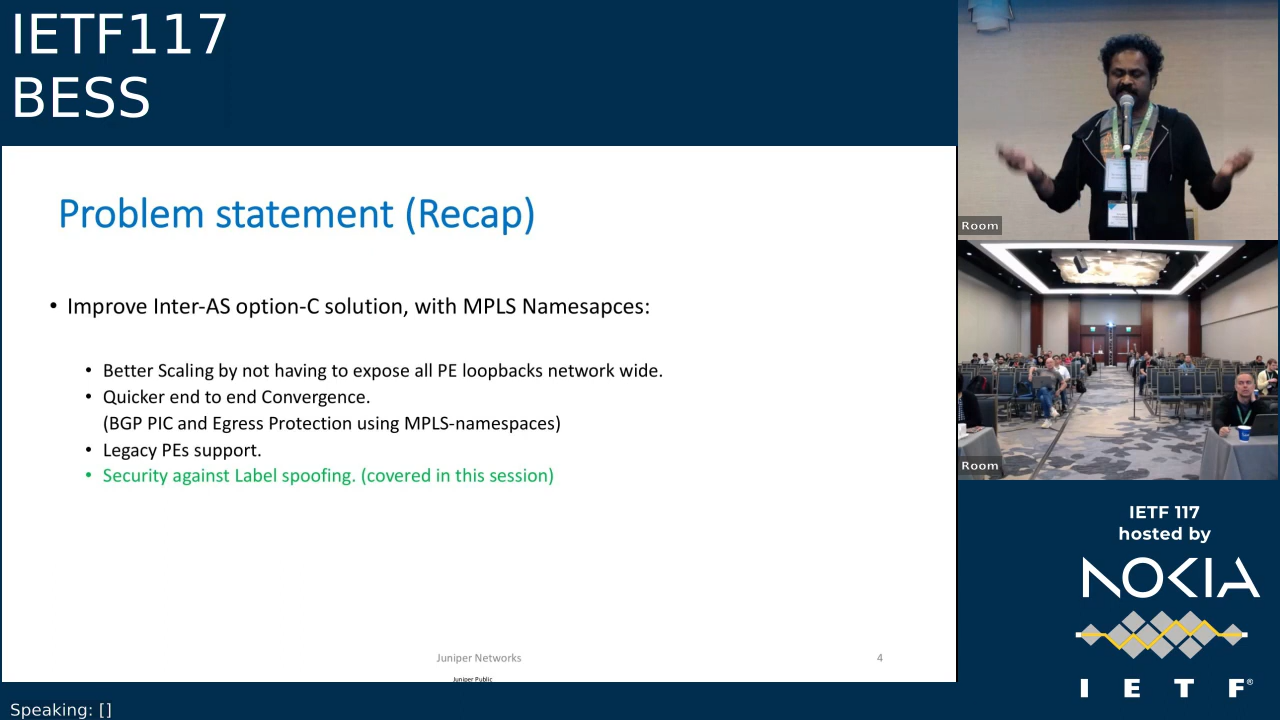 IETF117
BESS
Problem statement (Recap)
• Improve Inter-AS option-C solution, with MPLS Namesapces:
• Better Scaling by not having to expose all PE loopbacks network wide.
• Quicker end to end Convergence.
(BGP PIC and Egress Protection using MPLS-namespaces)
• Legacy PEs support.
• Security against Label spoofing. (covered in this session)
Juniper Networks
4
Juniper Public
Speaking: []
Room
Room
IETF 117
hosted by
NOKIA
I E T F®